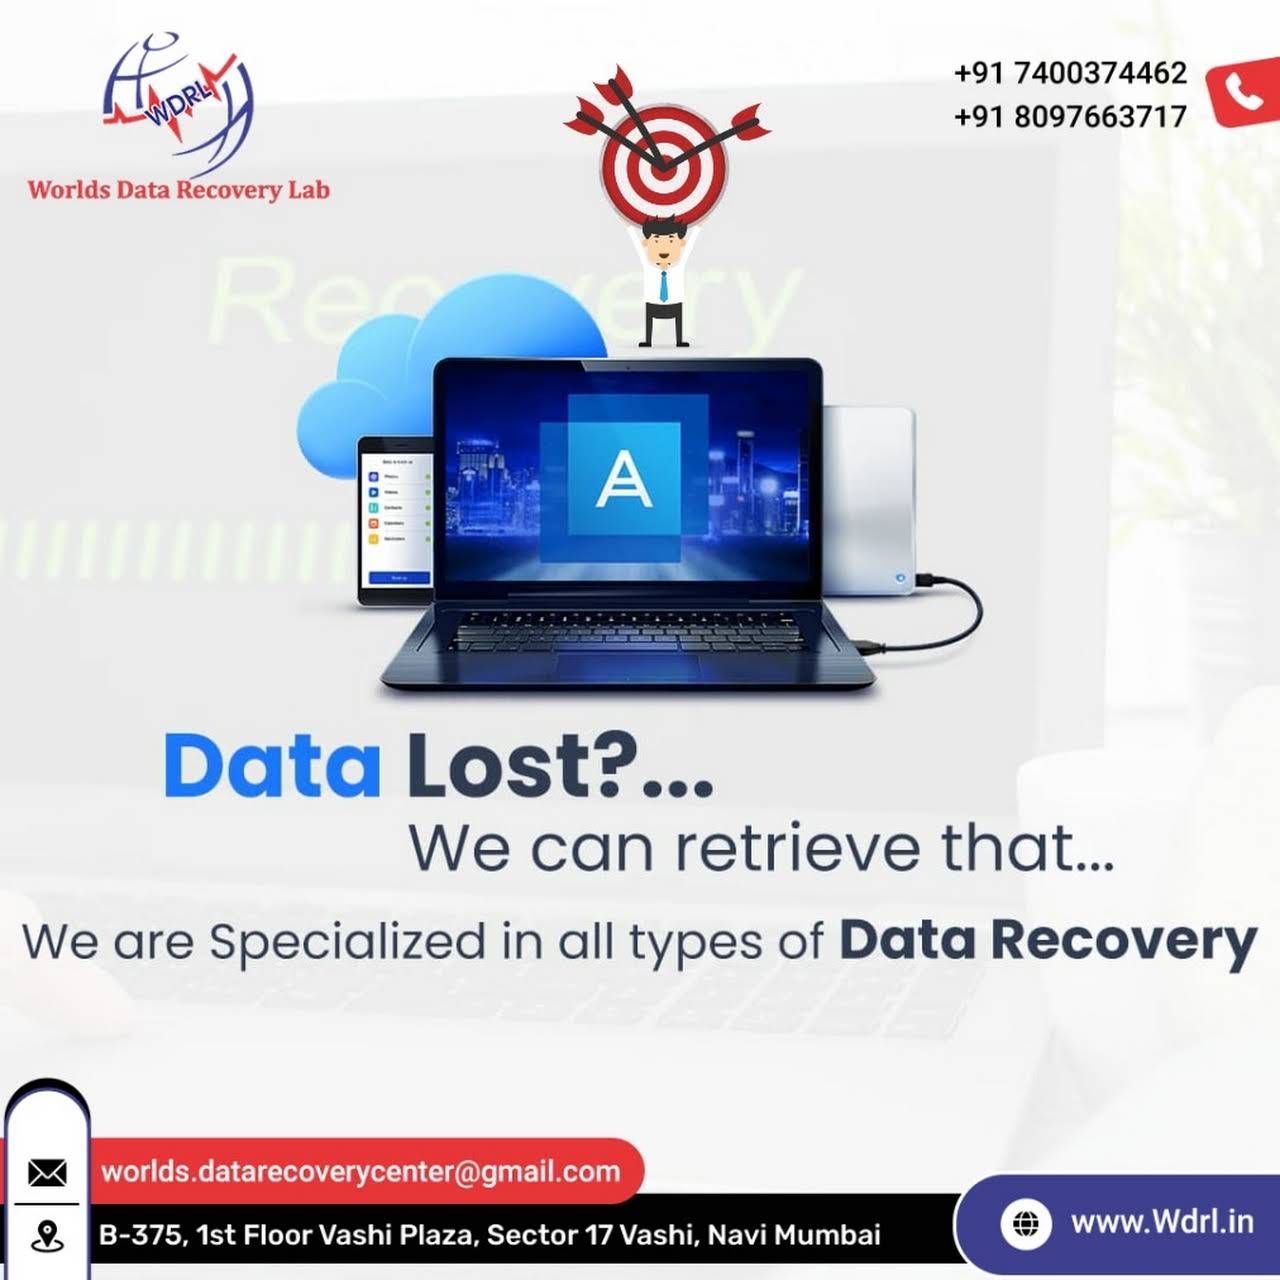 WDRL
Worlds Data Recovery Lab
+91 7400374462
+91 8097663717
Recovery
A
Data Lost?...
We can retrieve that...
We are Specialized in all types of Data Recovery
worlds.datarecoverycenter@gmail.com
B-375, 1st Floor Vashi Plaza, Sector 17 Vashi, Navi Mumbai
www.Wdrl.in